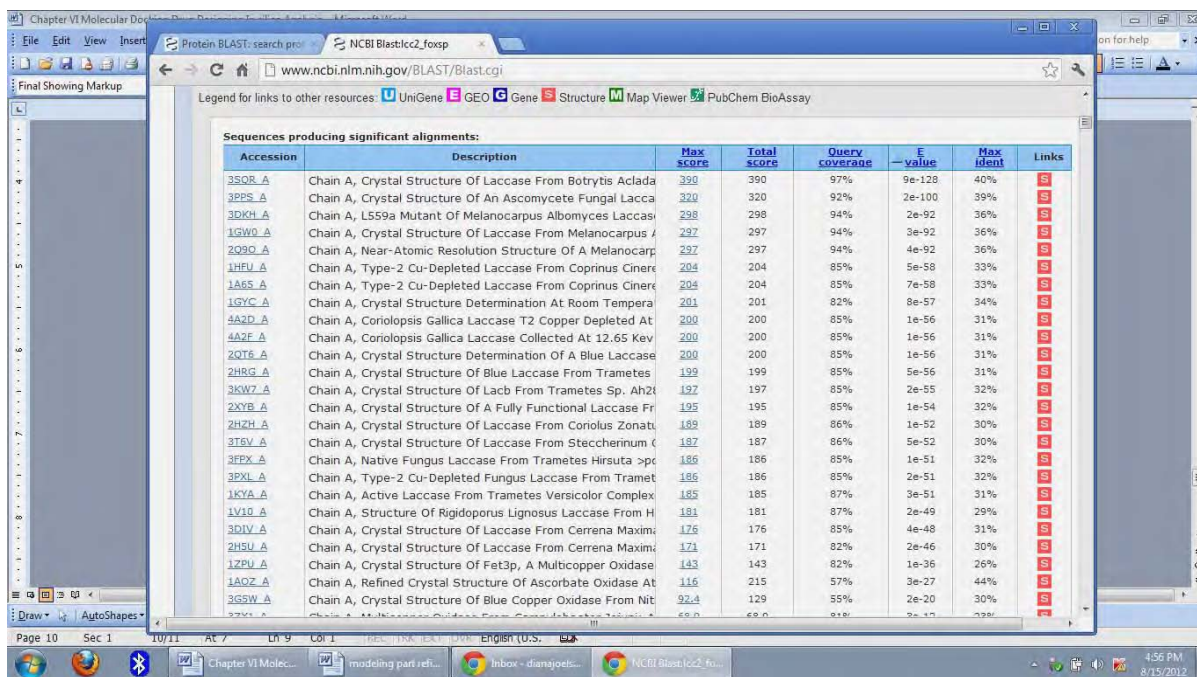 Chapter VI Molecular Doc
Microsoft Word
File Edit View Insert
on for help
Final Showing Markup
Protein BLAST: search pro
NCBI Blast:lcc2_foxsp
www.ncbi.nlm.nih.gov/BLAST/Blast.cgi
Legend for links to other resources: U UniGene E GEO G Gene S Structure M Map Viewer PubChem BioAssay
Sequences producing significant alignments:
Accession Description Max score Total score Query coverage E value Max ident Links
3SQR_A Chain A, Crystal Structure Of Laccase From Botrytis Aclada 390 390 97% 9e-128 40% S
3PPS_A Chain A, Crystal Structure Of An Ascomycete Fungal Lacca 320 320 92% 2e-100 39% S
3DKH_A Chain A, L559a Mutant Of Melanocarpus Albomyces Laccas 298 298 94% 2e-92 36% S
1GW0_A Chain A, Crystal Structure Of Laccase From Melanocarpus A 297 297 94% 3e-92 36% S
2Q9O_A Chain A, Near-Atomic Resolution Structure Of A Melanocarp 297 297 94% 4e-92 36% S
1HFU_A Chain A, Type-2 Cu-Depleted Laccase From Coprinus Cinere 204 204 85% 5e-58 33% S
1A65_A Chain A, Type-2 Cu-Depleted Laccase From Coprinus Cinere 204 204 85% 7e-58 33% S
1GYC_A Chain A, Crystal Structure Determination At Room Tempera 201 201 82% 8e-57 34% S
4A2D_A Chain A, Coriolopsis Gallica Laccase T2 Copper Depleted At 200 200 85% 1e-56 31% S
4A2F_A Chain A, Coriolopsis Gallica Laccase Collected At 12.65 Kev 200 200 85% 1e-56 31% S
2QT6_A Chain A, Crystal Structure Determination Of A Blue Laccase 200 200 85% 1e-56 31% S
2HRG_A Chain A, Crystal Structure Of Blue Laccase From Trametes 199 199 85% 5e-56 31% S
3KW7_A Chain A, Crystal Structure Of Lacb From Trametes Sp. Ah28 197 197 85% 2e-55 32% S
2XYB_A Chain A, Crystal Structure Of A Fully Functional Laccase Fr 195 195 85% 1e-54 32% S
2HZH_A Chain A, Crystal Structure Of Laccase From Coriolus Zonatu 189 189 86% 1e-52 30% S
3T6V_A Chain A, Crystal Structure Of Laccase From Steccherinum O 187 187 86% 5e-52 30% S
3FPX_A Chain A, Native Fungus Laccase From Trametes Hirsuta >pd 186 186 85% 1e-51 32% S
3PXL_A Chain A, Type-2 Cu-Depleted Fungus Laccase From Tramet 186 186 85% 2e-51 32% S
1KYA_A Chain A, Active Laccase From Trametes Versicolor Complex 185 185 87% 3e-51 31% S
1V10_A Chain A, Structure Of Rigidoporus Lignosus Laccase From H 181 181 87% 2e-49 29% S
3DIV_A Chain A, Crystal Structure Of Laccase From Cerrena Maxima 176 176 85% 4e-48 31% S
2H5U_A Chain A, Crystal Structure Of Laccase From Cerrena Maxima 171 171 82% 2e-46 30% S
1ZPU_A Chain A, Crystal Structure Of Fet3p, A Multicopper Oxidase 143 143 82% 1e-36 26% S
1AOZ_A Chain A, Refined Crystal Structure Of Ascorbate Oxidase At 116 215 57% 3e-27 44% S
3G5W_A Chain A, Crystal Structure Of Blue Copper Oxidase From Nit 92.4 129 55% 2e-20 30% S
Draw AutoShapes
Page 10 Sec 1 10/11 At 7" Ln 9 Col 1 REC TRK EXT OVR English (U.S.
Chapter VI Molec... modeling part refi... Inbox - dianajoels... NCBI Blast:lcc2_fo...
4:56 PM
8/15/2012